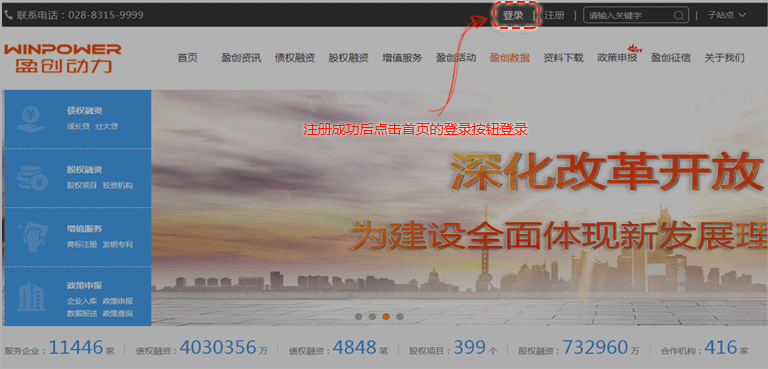 联系电话：028-8315-9999
登录 | 注册 | 请输入关键字 | 子站点
WINPOWER
盈创动力
首页 盈创资讯 债权融资 股权融资 增值服务 盈创活动 盈创数据 资料下载 政策申报 HOT 盈创征信 关于我们
债权融资
成长贷 壮大贷
股权融资
股权项目 投资机构
增值服务
商标注册 发明专利
政策申报
企业入库 政策申报
数据报送 政策查询
注册成功后点击首页的登录按钮登录
深化改革开放
为建设全面体现新发展理
服务企业：11446 家 债权融资：4030356 万 债权融资：4848 笔 股权项目：399 个 股权融资：732960 万 合作机构：416 家